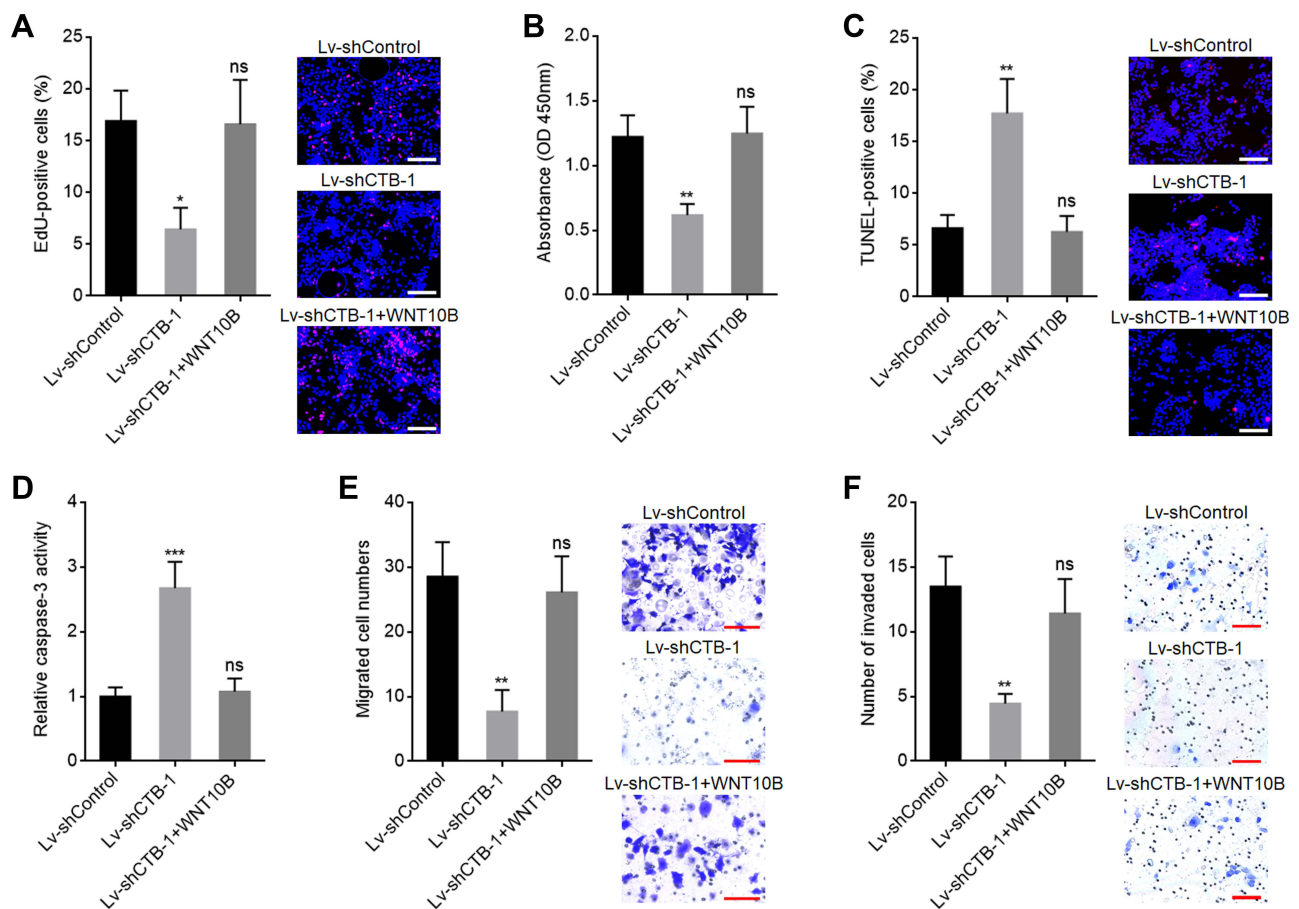 A
EdU-positive cells (%)
25
20
15
10
5
0
*
ns
Lv-shControl
Lv-shCTB-1
Lv-shCTB-1+WNT10B
Lv-shControl
Lv-shCTB-1
Lv-shCTB-1+WNT10B
B
Absorbance (OD 450nm)
2.0
1.5
1.0
0.5
0.0
**
ns
Lv-shControl
Lv-shCTB-1
Lv-shCTB-1+WNT10B
C
TUNEL-positive cells (%)
25
20
15
10
5
0
**
ns
Lv-shControl
Lv-shCTB-1
Lv-shCTB-1+WNT10B
Lv-shControl
Lv-shCTB-1
Lv-shCTB-1+WNT10B
D
Relative caspase-3 activity
4
3
2
1
0
***
ns
Lv-shControl
Lv-shCTB-1
Lv-shCTB-1+WNT10B
E
Migrated cell numbers
40
30
20
10
0
**
ns
Lv-shControl
Lv-shCTB-1
Lv-shCTB-1+WNT10B
Lv-shControl
Lv-shCTB-1
Lv-shCTB-1+WNT10B
F
Number of invaded cells
20
15
10
5
0
**
ns
Lv-shControl
Lv-shCTB-1
Lv-shCTB-1+WNT10B
Lv-shControl
Lv-shCTB-1
Lv-shCTB-1+WNT10B